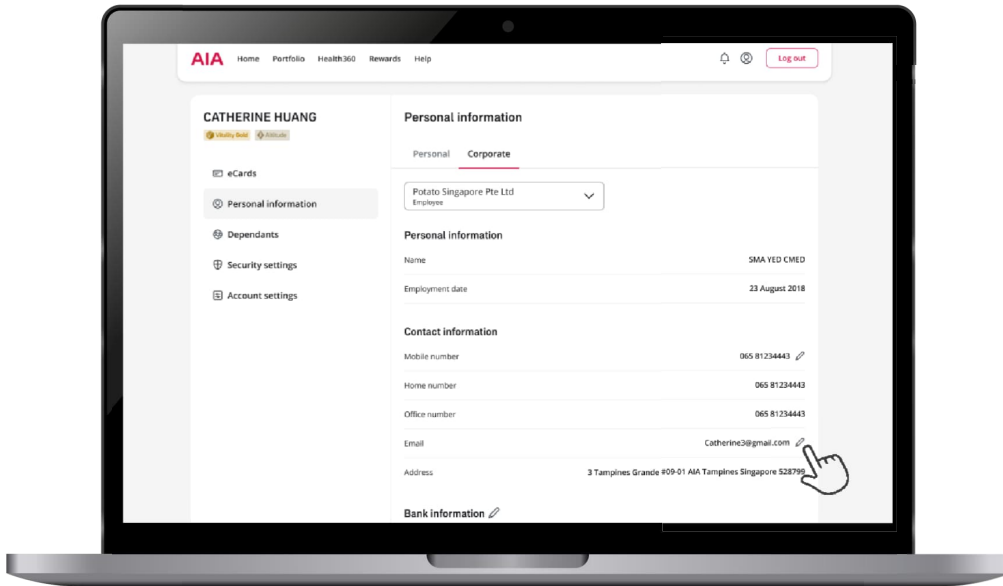 AIA Home Portfolio Health360 Rewards Help Log out
CATHERINE HUANG
Vitality Gold Altitude
eCards
Personal information
Dependants
Security settings
Account settings
Personal information
Personal Corporate
Potato Singapore Pte Ltd
Employee
Personal information
Name SMA YED CMED
Employment date 23 August 2018
Contact information
Mobile number 065 81234443
Home number 065 81234443
Office number 065 81234443
Email Catherine3@gmail.com
Address 3 Tampines Grande #09-01 AIA Tampines Singapore 528799
Bank information